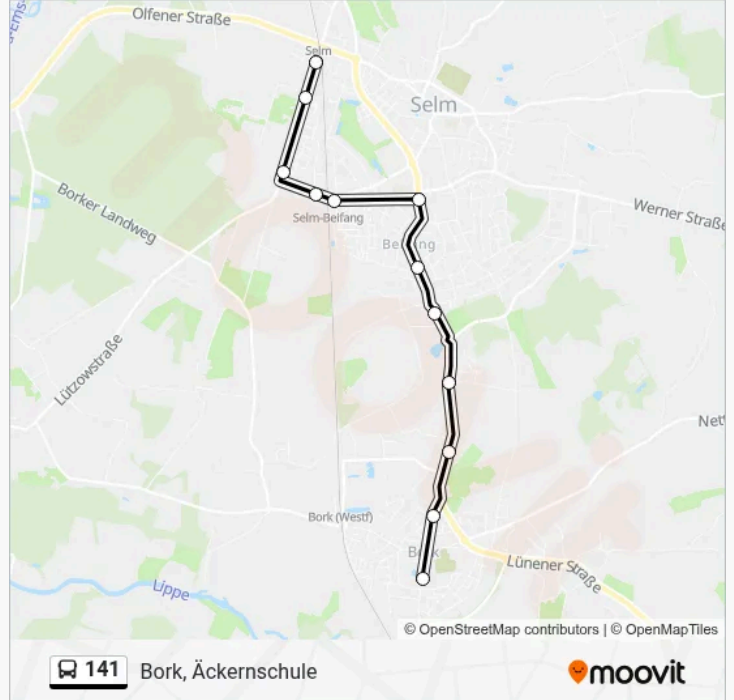 Olfener Straße
Selm
Selm
Borker Landweg
Werner Straße
Selm-Beifang
Lützowstraße
Bork (Westf)
Lünener Straße
Lippe
© OpenStreetMap contributors | © OpenMapTiles
141
Bork, Äckernschule
moovit